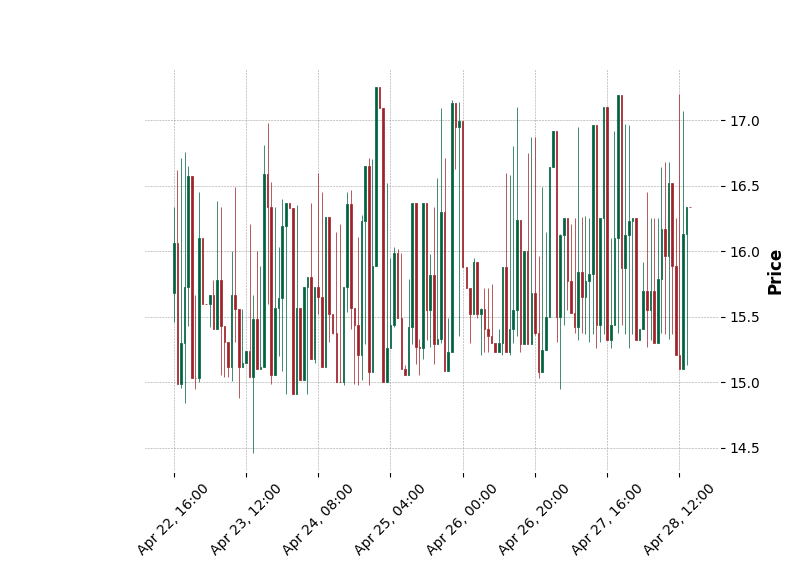 17.0
16.5
16.0
15.5
15.0
14.5
Price
Apr 22, 16:00
Apr 23, 12:00
Apr 24, 08:00
Apr 25, 04:00
Apr 26, 00:00
Apr 26, 20:00
Apr 27, 16:00
Apr 28, 12:00